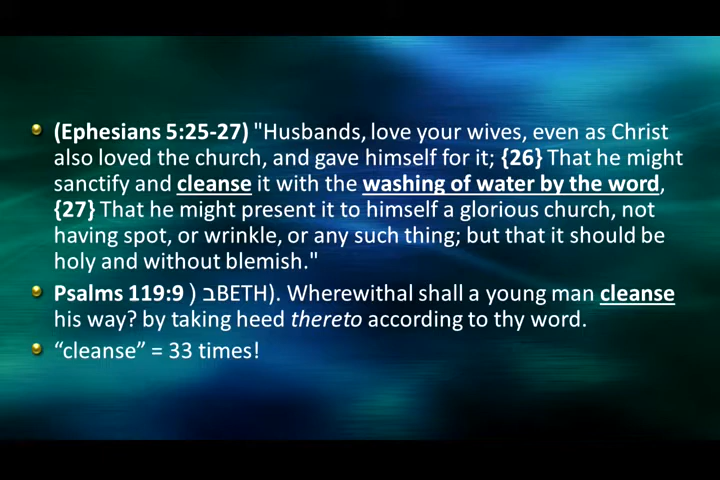 (Ephesians 5:25-27) "Husbands, love your wives, even as Christ
also loved the church, and gave himself for it; {26} That he might
sanctify and cleanse it with the washing of water by the word,
{27} That he might present it to himself a glorious church, not
having spot, or wrinkle, or any such thing; but that it should be
holy and without blemish."
Psalms 119:9 ) בBETH). Wherewithal shall a young man cleanse
his way? by taking heed thereto according to thy word.
“cleanse” = 33 times!